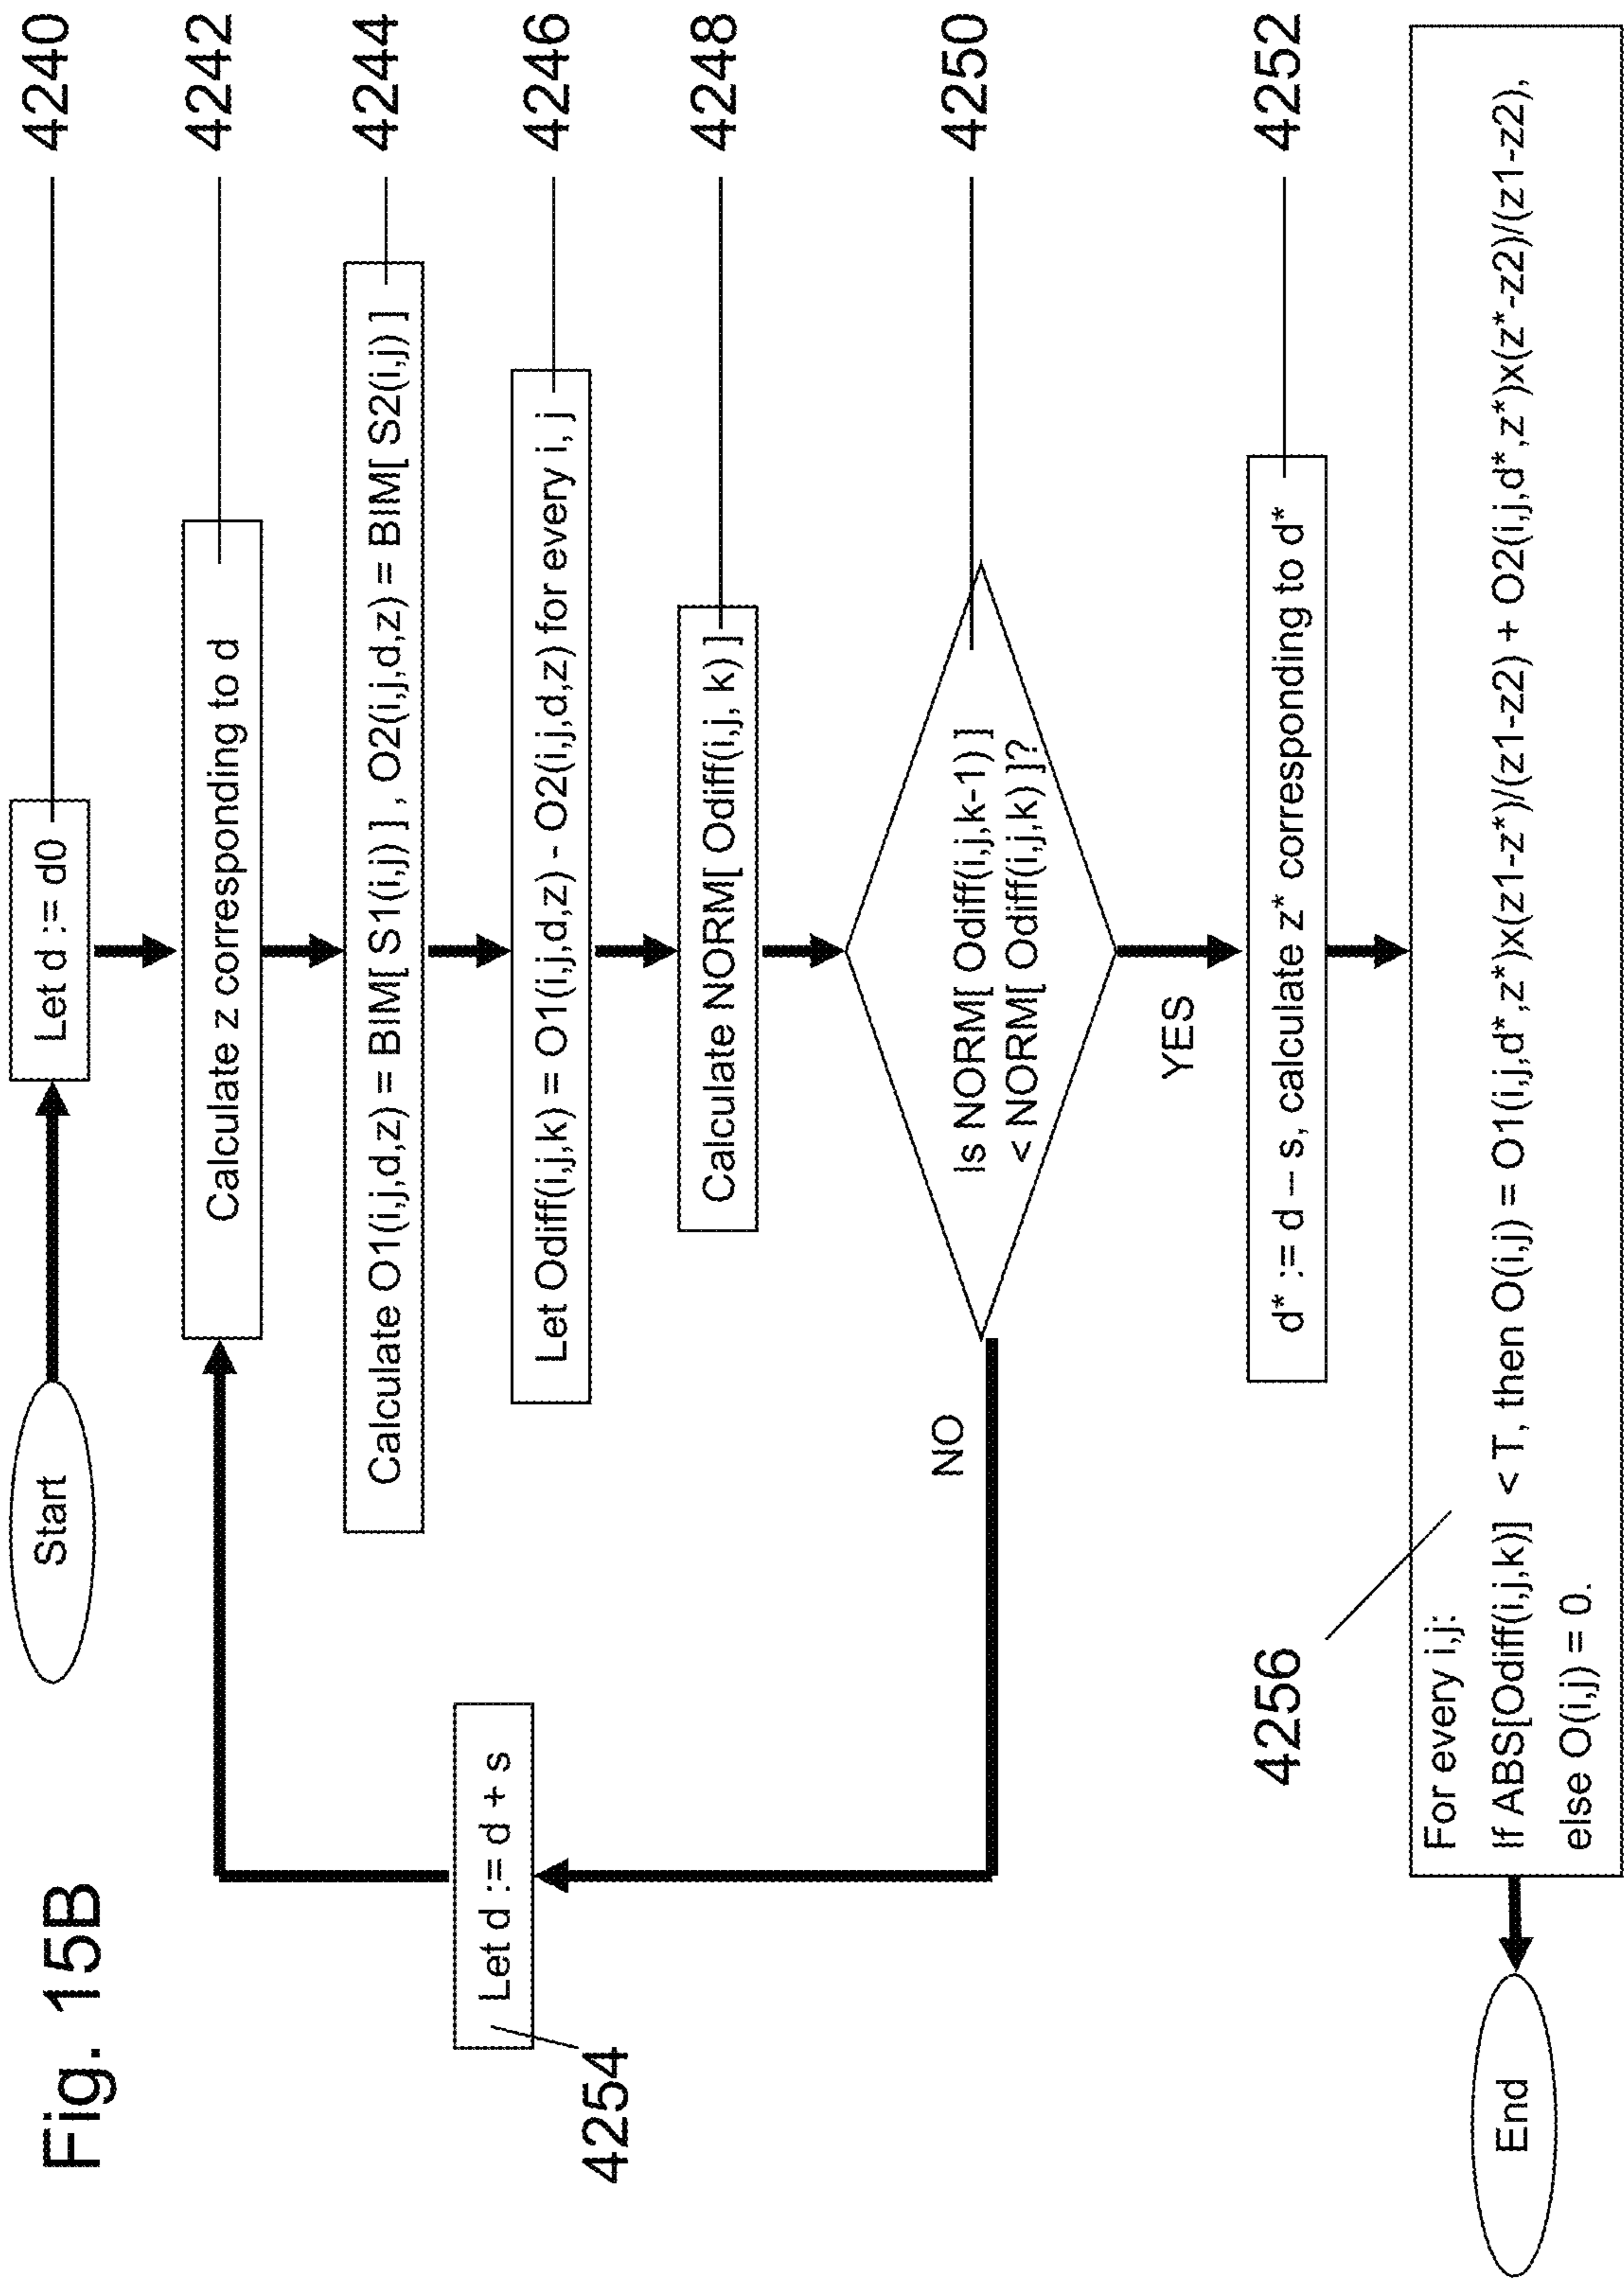 Fig. 15B
Start
Let d := d0
4240
Calculate z corresponding to d
4242
Calculate O1(i,j,d,z) = BIM[ S1(i,j) ] , O2(i,j,d,z) = BIM[ S2(i,j) ]
4244
Let d := d + s
4254
Let Odiff(i,j,k) = O1(i,j,d,z) - O2(i,j,d,z) for every i, j
4246
Calculate NORM[ Odiff(i,j, k) ]
4248
Is NORM[ Odiff(i,j,k-1) ]
< NORM[ Odiff(i,j,k) ]?
4250
NO
YES
d* := d – s, calculate z* corresponding to d*
4252
4256
For every i,j:
If ABS[Odiff(i,j,k)] < T, then O(i,j) = O1(i,j,d*,z*)x(z1-z*)/(z1-z2) + O2(i,j,d*,z*)x(z*-z2)/(z1-z2),
else O(i,j) = 0.
End